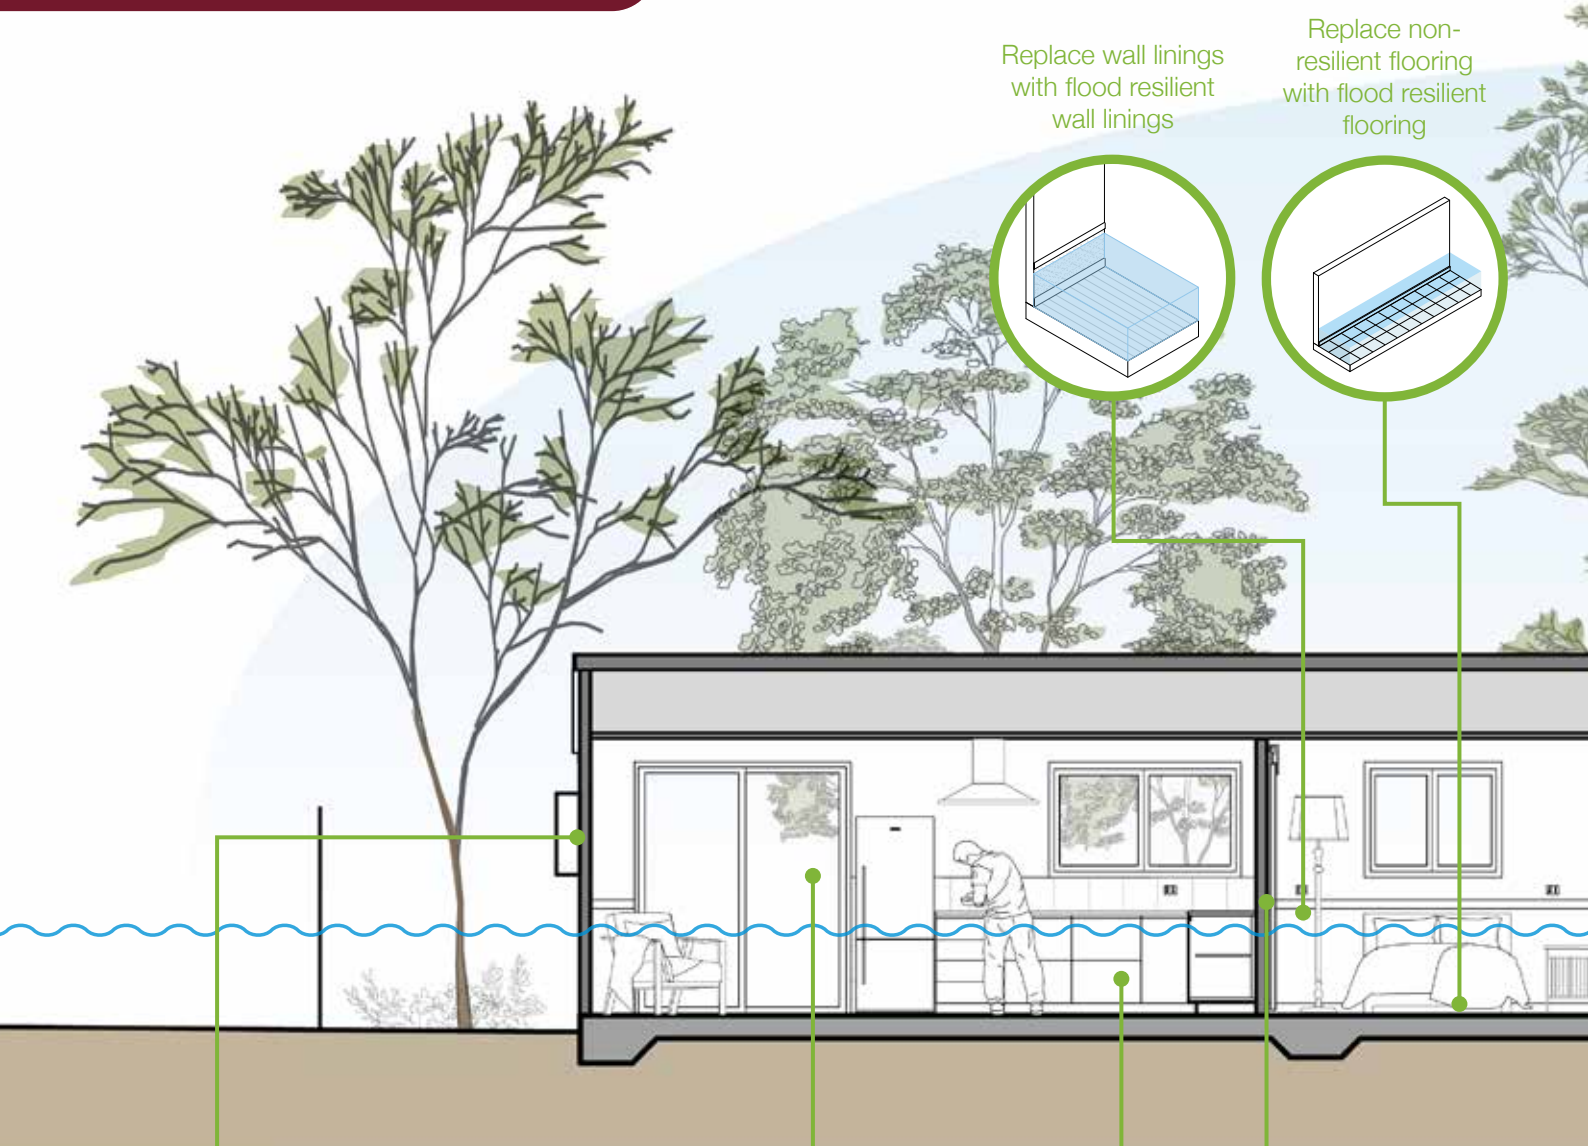 Replace wall linings
with flood resilient
wall linings
Replace non-
resilient flooring
with flood resilient
flooring